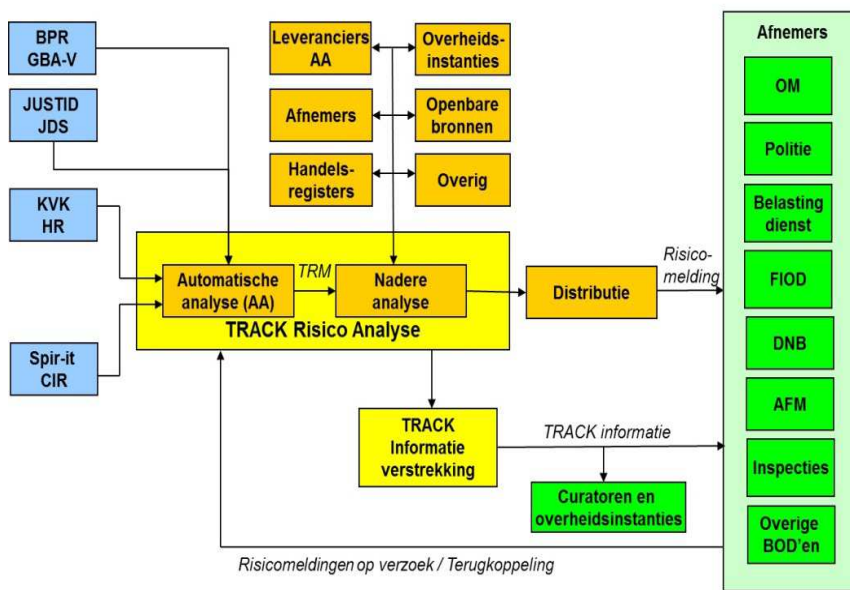 BPR
GBA-V
JUSTID
JDS
KVK
HR
Spir-it
CIR
Leveranciers
AA
Overheids-
instanties
Afnemers
Openbare
bronnen
Handels-
registers
Overig
Automatische
analyse (AA)
TRM
Nadere
analyse
TRACK Risico Analyse
Distributie
Risico-
melding
TRACK
Informatie
verstrekking
TRACK informatie
Curatoren en
overheidsinstanties
Risicomeldingen op verzoek / Terugkoppeling
Afnemers
OM
Politie
Belasting
dienst
FIOD
DNB
AFM
Inspecties
Overige
BOD'en